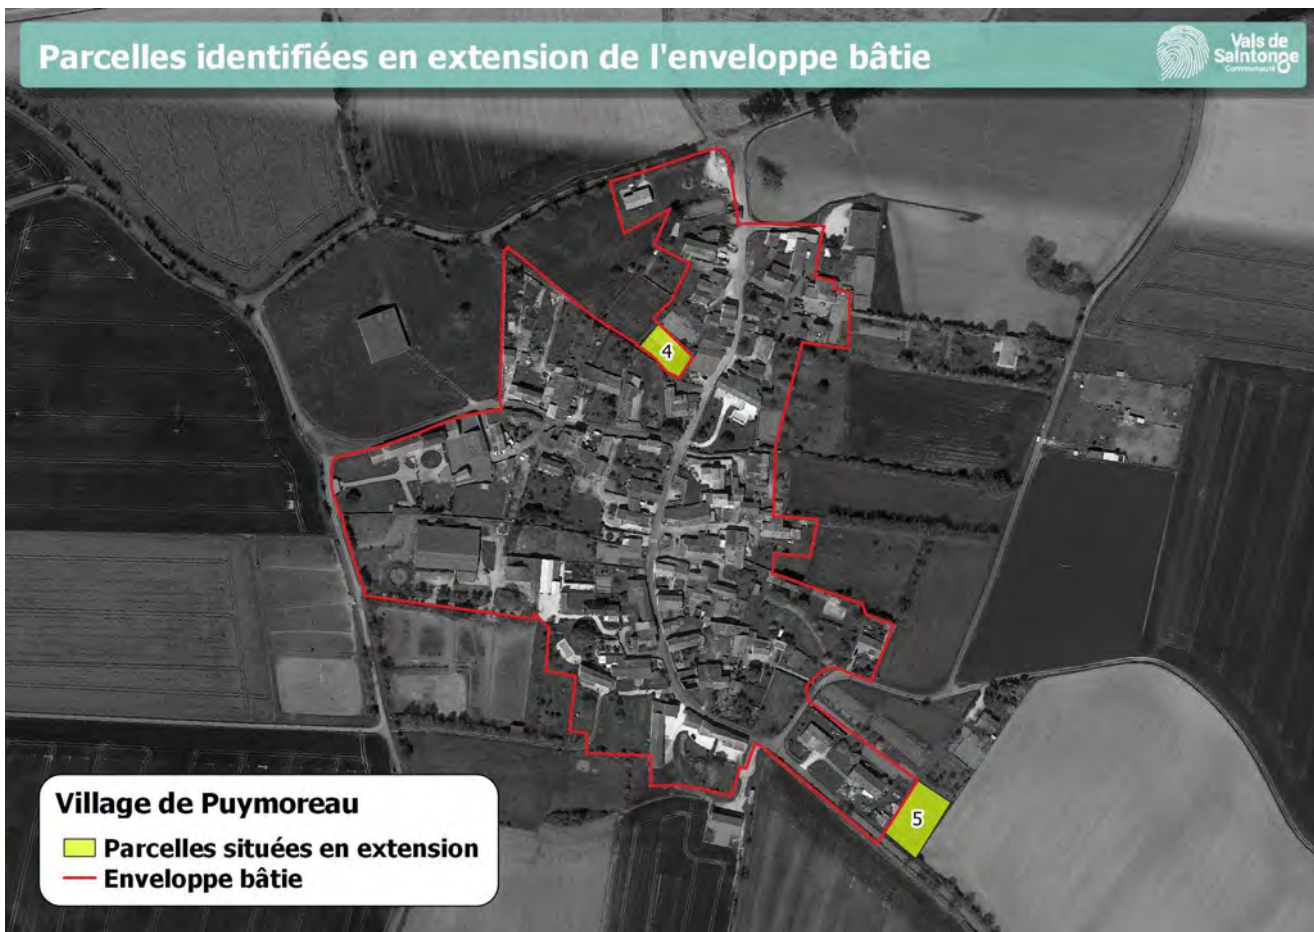 Parcelles identifiées en extension de l'enveloppe bâtie
Vals de
Saintonge
Communauté
4
5
Village de Puymoreau
Parcelles situées en extension
Enveloppe bâtie